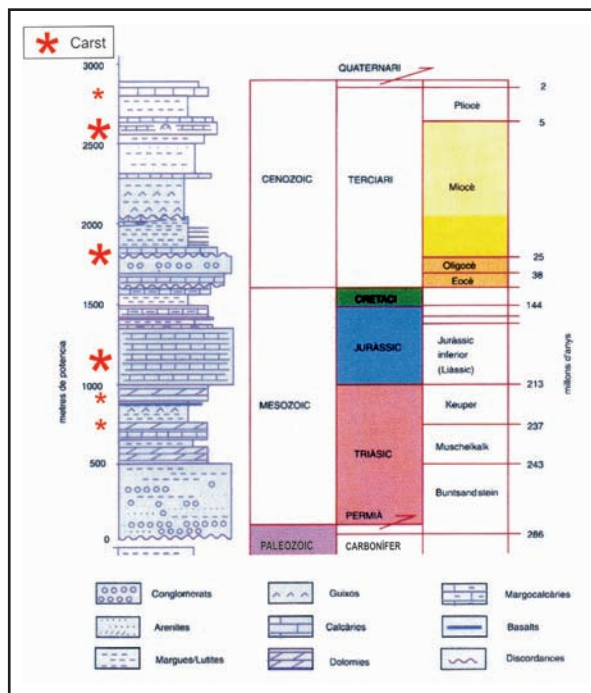 * Carst
3000
2500
2000
1500
1000
500
0
metres de potencia
QUATERNARI
CENOZOIC
TERCIARI
Pliocè
Miocè
Oligocè
Eocè
MESOZOIC
CRETACI
JURÀSSIC
Juràssic
inferior
(Liàssic)
TRIÀSIC
Keuper
Muschelkalk
Buntsandstein
PERMIÀ
PALEOZOIC
CARBONÍFER
2
5
25
38
144
213
237
243
286
milions d'anys
Conglomerats
Guixos
Margocalcàries
Arenites
Calcàries
Basalts
Margues/Lutites
Dolomies
Discordances